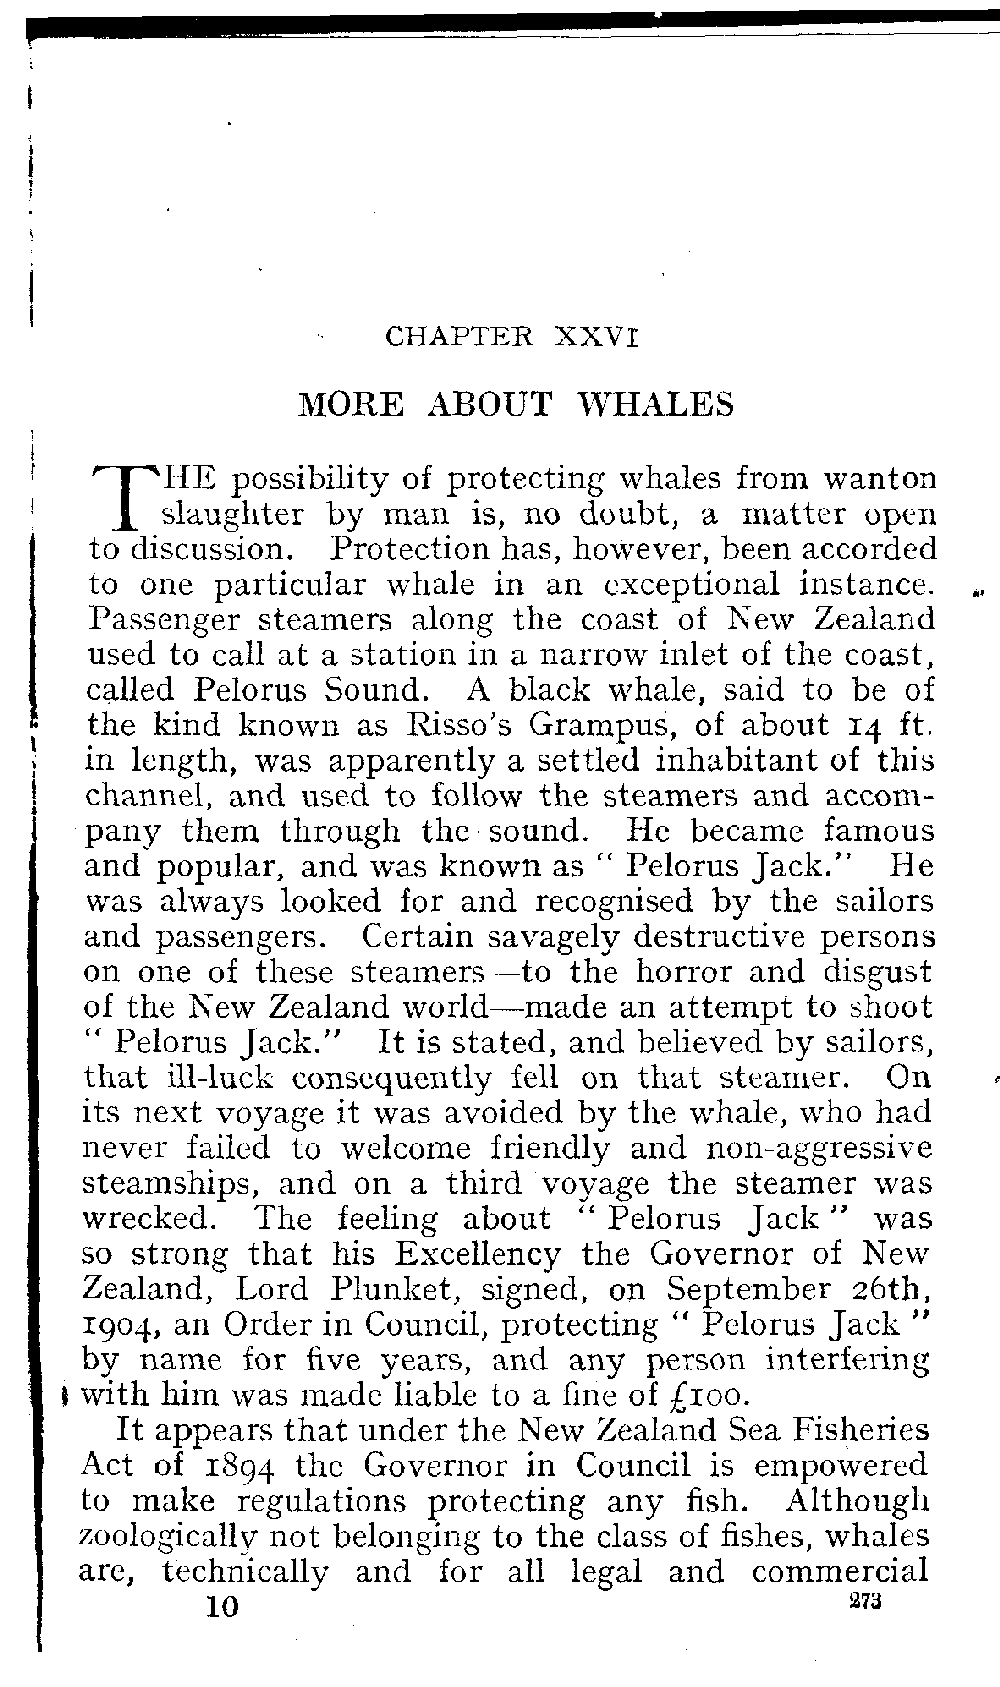 CHAPTER XXVI
MORE ABOUT WHALES
THE possibility of protecting whales from wanton
slaughter by man is, no doubt, a matter open
to discussion. Protection has, however, been accorded
to one particular whale in an exceptional instance.
Passenger steamers along the coast of New Zealand
used to call at a station in a narrow inlet of the coast,
called Pelorus Sound. A black whale, said to be of
the kind known as Risso's Grampus, of about 14 ft.
in length, was apparently a settled inhabitant of this
channel, and used to follow the steamers and accom-
pany them through the sound. He became famous
and popular, and was known as “ Pelorus Jack.” He
was always looked for and recognised by the sailors
and passengers. Certain savagely destructive persons
on one of these steamers—to the horror and disgust
of the New Zealand world—made an attempt to shoot
“ Pelorus Jack.” It is stated, and believed by sailors,
that ill-luck consequently fell on that steamer. On
its next voyage it was avoided by the whale, who had
never failed to welcome friendly and non-aggressive
steamships, and on a third voyage the steamer was
wrecked. The feeling about “ Pelorus Jack ” was
so strong that his Excellency the Governor of New
Zealand, Lord Plunket, signed, on September 26th,
1904, an Order in Council, protecting “ Pelorus Jack ”
by name for five years, and any person interfering
with him was made liable to a fine of £100.
It appears that under the New Zealand Sea Fisheries
Act of 1894 the Governor in Council is empowered
to make regulations protecting any fish. Although
zoologically not belonging to the class of fishes, whales
are, technically and for all legal and commercial
10 273